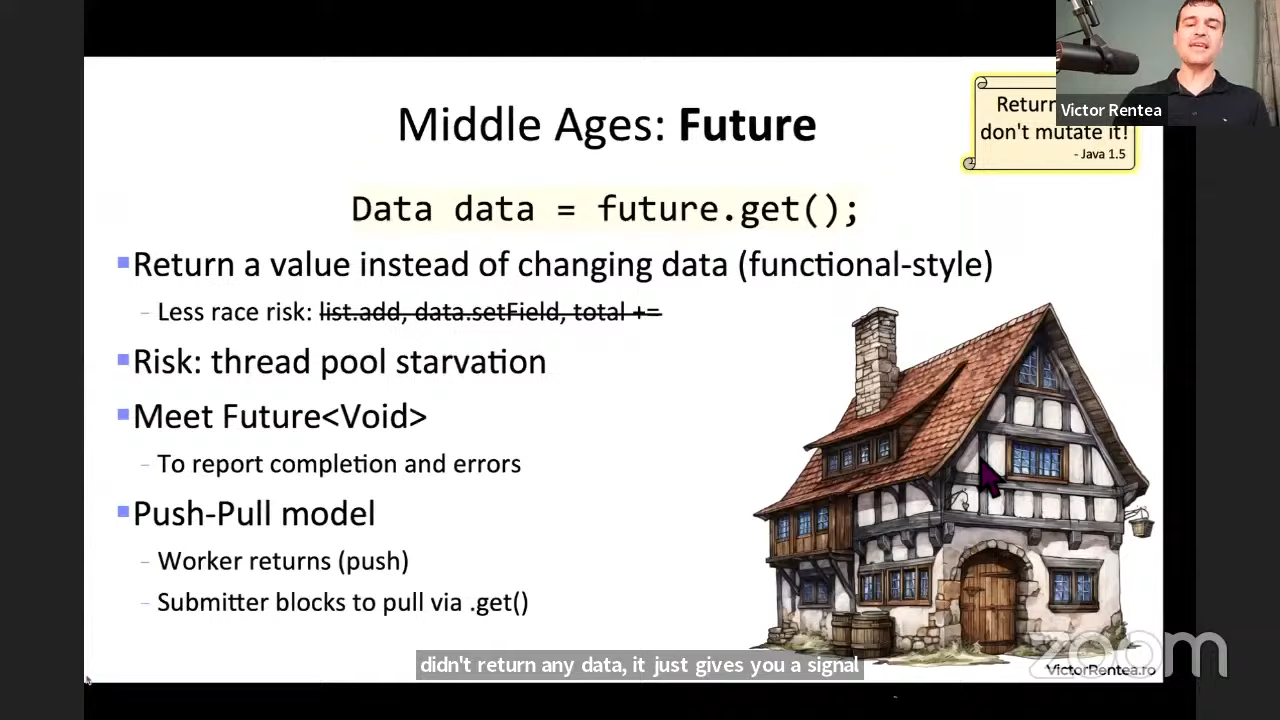 Middle Ages: Future
Return
don't mutate it!
- Java 1.5
Victor Rentea
Data data = future.get();
Return a value instead of changing data (functional-style)
- Less race risk: list.add, data.setField, total +=
Risk: thread pool starvation
Meet Future<Void>
- To report completion and errors
Push-Pull model
- Worker returns (push)
- Submitter blocks to pull via .get()
didn't return any data, it just gives you a signal
zoom
VictorRentea.ro